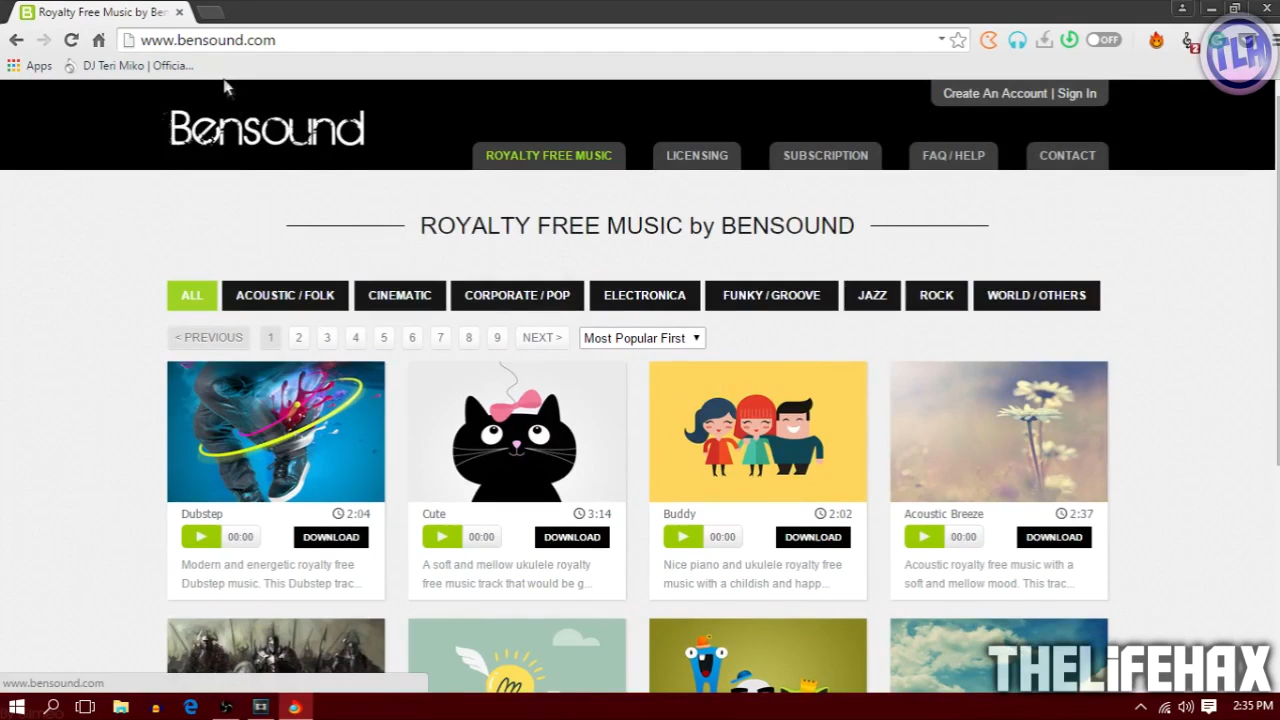 Royalty Free Music by Ben
www.bensound.com
OFF
2
TLH
Apps
DJ Teri Miko | Officia...
Create An Account | Sign In
Bensound
ROYALTY FREE MUSIC
LICENSING
SUBSCRIPTION
FAQ / HELP
CONTACT
ROYALTY FREE MUSIC by BENSOUND
ALL
ACOUSTIC / FOLK
CINEMATIC
CORPORATE / POP
ELECTRONICA
FUNKY / GROOVE
JAZZ
ROCK
WORLD / OTHERS
< PREVIOUS
1
2
3
4
5
6
7
8
9
NEXT >
Most Popular First
Dubstep
2:04
00:00
DOWNLOAD
Modern and energetic royalty free
Dubstep music. This Dubstep trac...
Cute
3:14
00:00
DOWNLOAD
A soft and mellow ukulele royalty
free music track that would be g...
Buddy
2:02
00:00
DOWNLOAD
Nice piano and ukulele royalty free
music with a childish and happ...
Acoustic Breeze
2:37
00:00
DOWNLOAD
Acoustic royalty free music with a
soft and mellow mood. This trac...
THELiFEHAX
www.bensound.com
2:35 PM